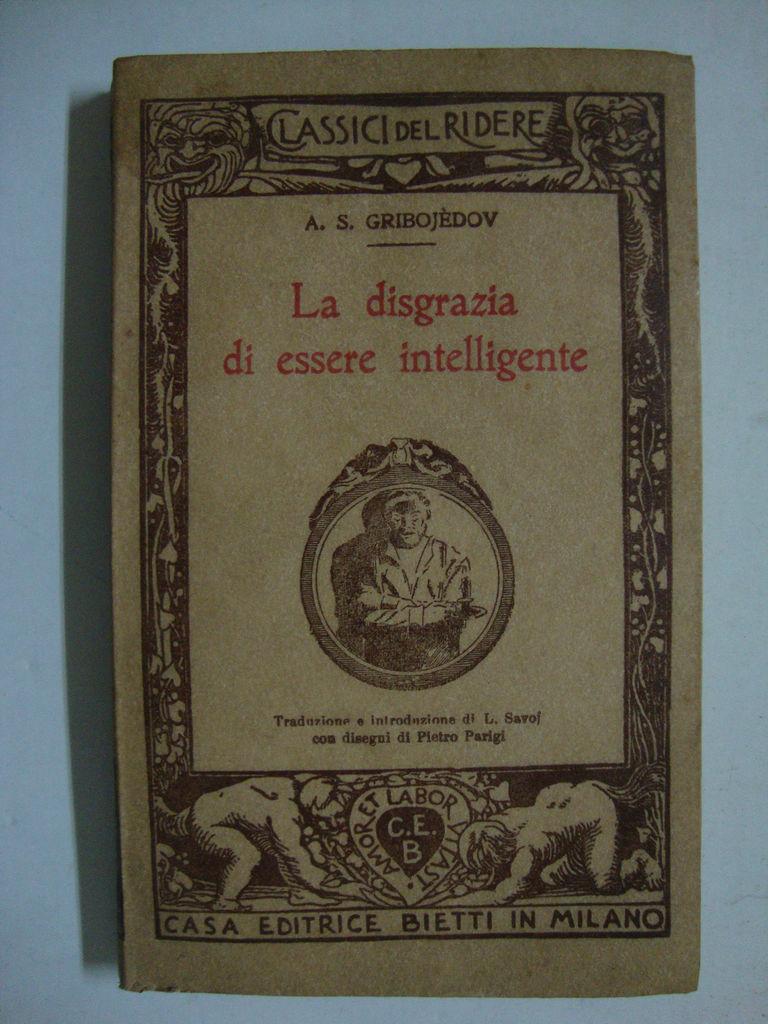 CLASSICI DEL RIDERE
A. S. GRIBOJÈDOV
La disgrazia
di essere intelligente
Traduzione e introduzione di L. Savoj
con disegni di Pietro Parigi
AMOR ET LABOR VITAST
C.E.
B
CASA EDITRICE BIETTI IN MILANO